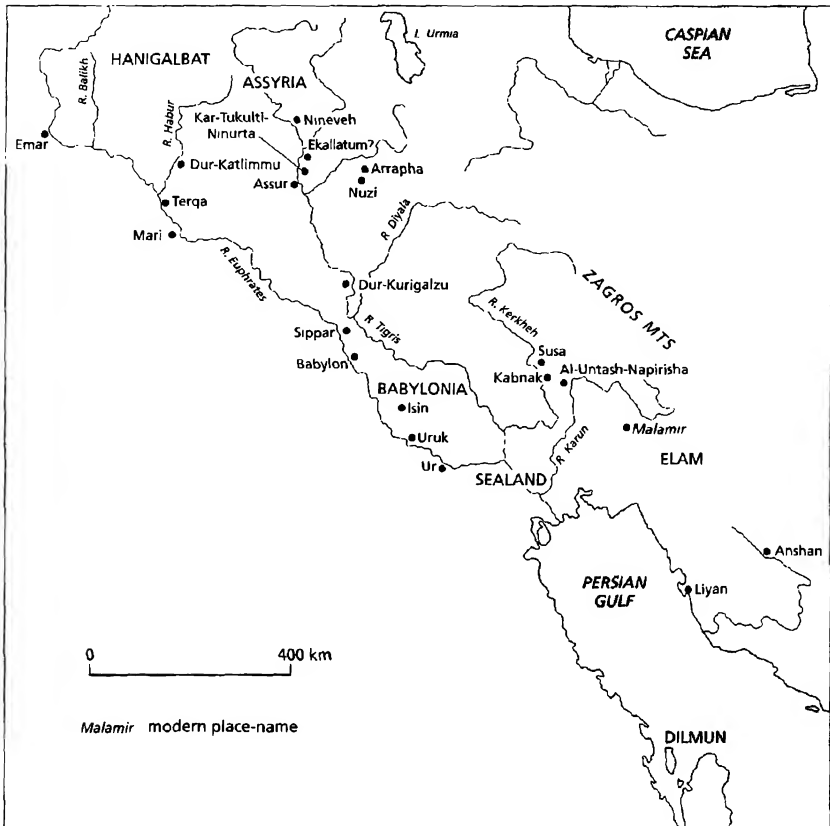 CASPIAN
SEA
L Urmia
HANIGALBAT
R. Balikh
ASSYRIA
R. Habur
Kar-Tukulti-
Ninurta
Nineveh
Ekallatum?
Emar
Dur-Katlimmu
Arrapha
Assur
Nuzi
Terqa
R Diyala
Mari
R. Euphrates
ZAGROS MTS
Dur-Kurigalzu
R. Kerkheh
Sippar
R Tigris
Susa
Babylon
Kabnak
Al-Untash-Napirisha
BABYLONIA
Isin
Malamir
Uruk
R Karun
ELAM
Ur
SEALAND
Anshan
PERSIAN
GULF
Liyan
0 400 km
Malamir modern place-name
DILMUN